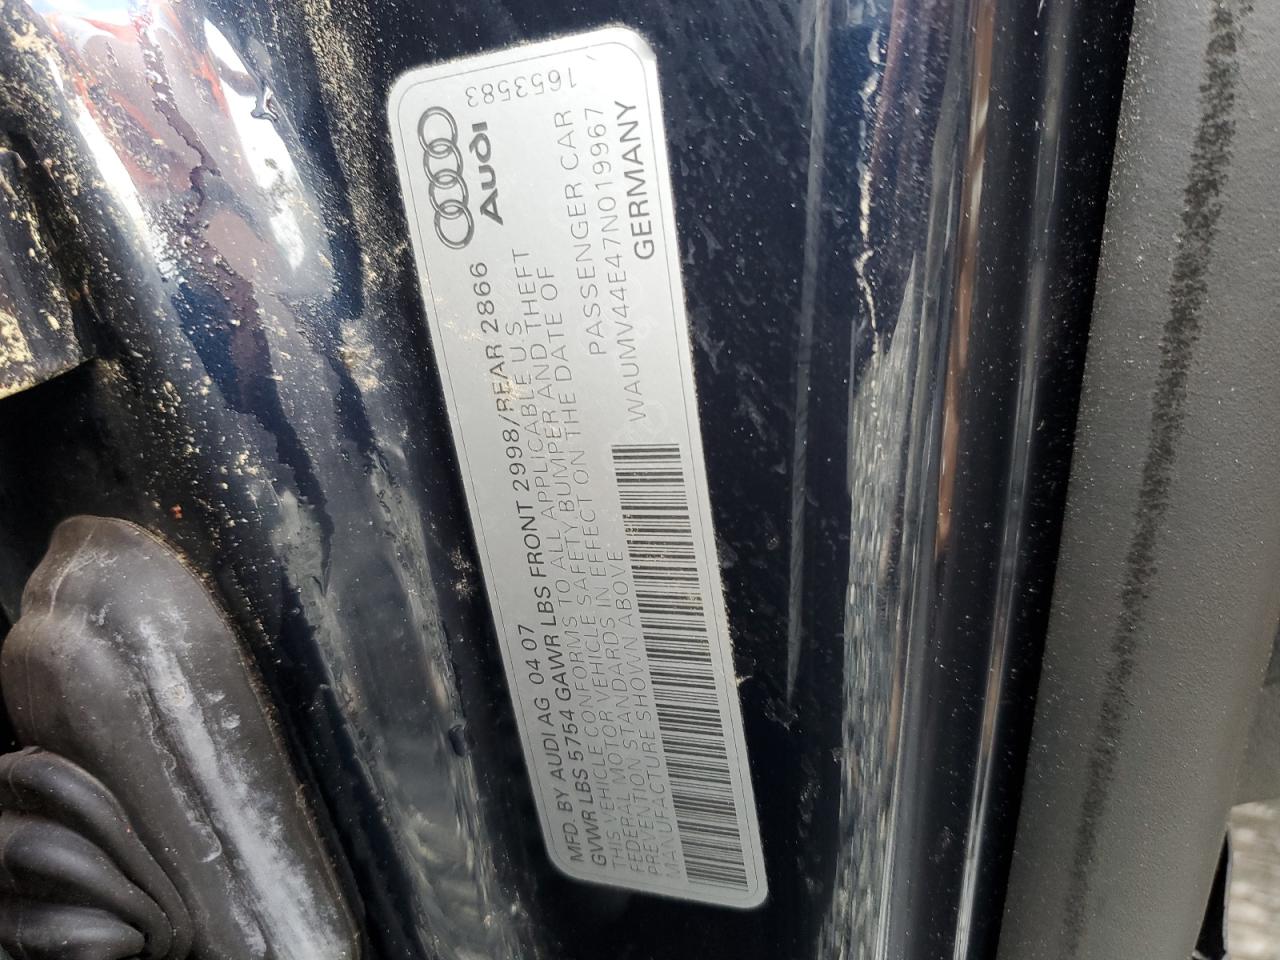 1653583
AUDI
MFD. BY AUDI AG 04 07
GVWR LBS 5754 GAWR LBS FRONT 2998/REAR 2866
THIS VEHICLE CONFORMS TO ALL APPLICABLE U.S.
FEDERAL MOTOR VEHICLE SAFETY BUMPER AND THEFT
PREVENTION STANDARDS IN EFFECT ON THE DATE OF
MANUFACTURE SHOWN ABOVE
PASSENGER CAR
WAUMV44E47N019967
GERMANY